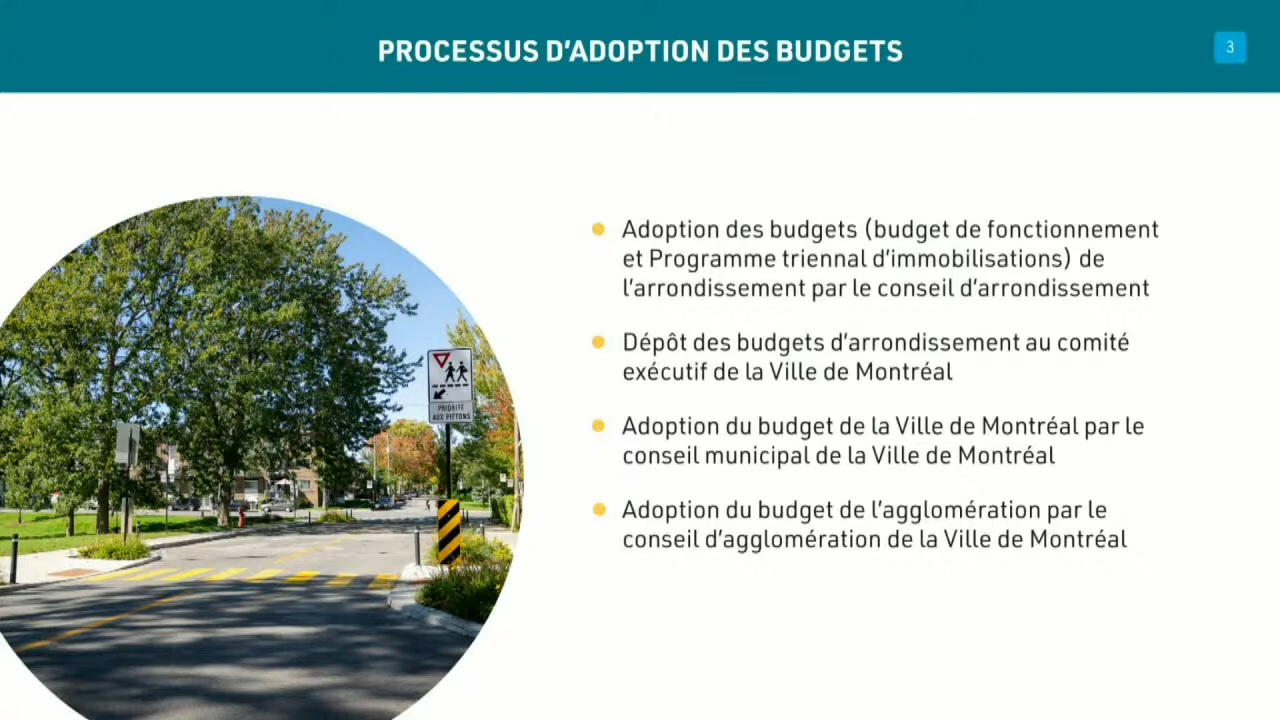 PROCESSUS D'ADOPTION DES BUDGETS
3
Adoption des budgets (budget de fonctionnement
et Programme triennal d'immobilisations) de
l'arrondissement par le conseil d'arrondissement
Dépôt des budgets d'arrondissement au comité
exécutif de la Ville de Montréal
Adoption du budget de la Ville de Montréal par le
conseil municipal de la Ville de Montréal
Adoption du budget de l'agglomération par le
conseil d'agglomération de la Ville de Montréal
PRIORITÉ
AUX PIÉTONS